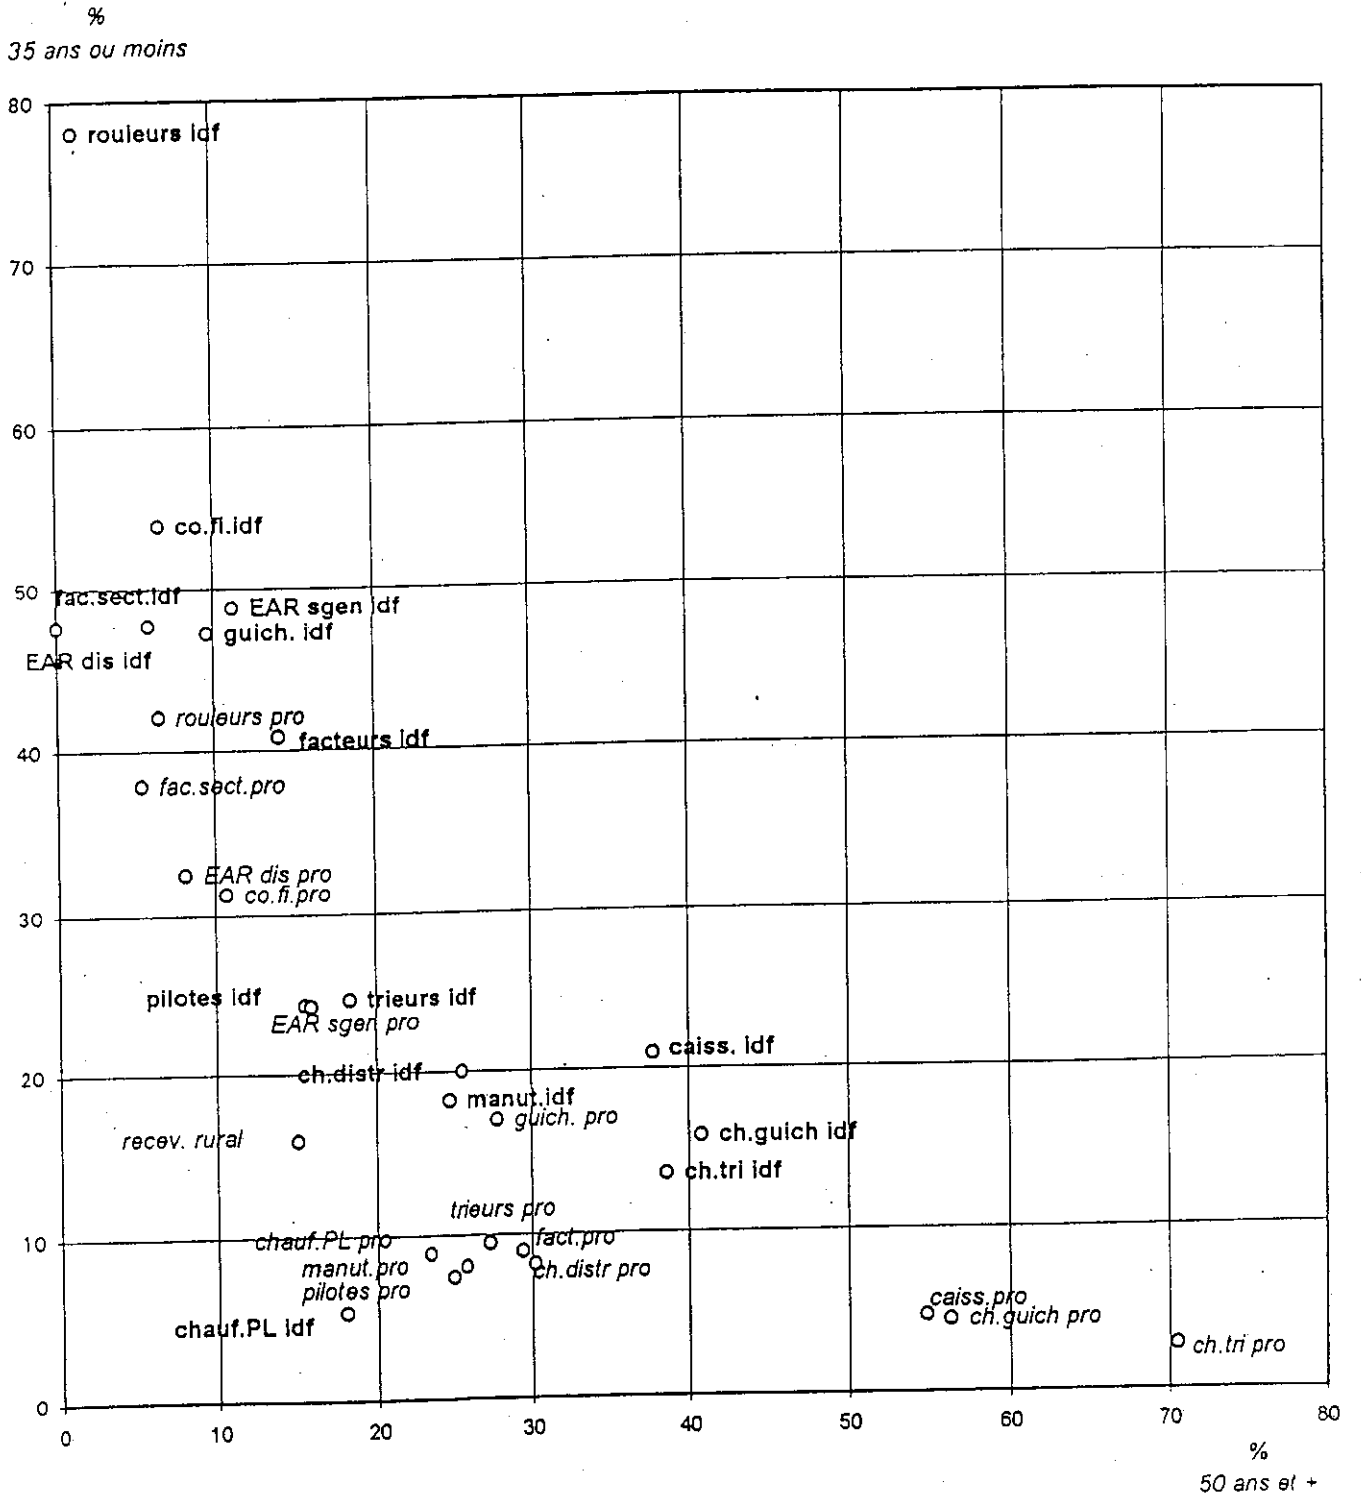 %
35 ans ou moins
80
rouleurs idf
70
60
co.fi.idf
50
fac.sect.idf
EAR sgen idf
guich. idf
EAR dis idf
rouleurs pro
facteurs idf
40
fac.sect.pro
EAR dis pro
co.fi.pro
30
pilotes idf
trieurs idf
EAR sgen pro
caiss. idf
ch.distr idf
20
manut.idf
guich. pro
ch.guich idf
recev. rural
ch.tri idf
trieurs pro
10
chauf.PL pro
fact.pro
manut.pro
ch.distr pro
pilotes pro
caiss.pro
ch.guich pro
chauf.PL idf
ch.tri pro
0
0 10 20 30 40 50 60 70 80
%
50 ans et +